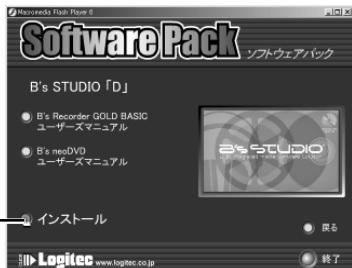 Macromedia Flash Player 6
Software Pack ソフトウェアパック
B's STUDIO「D」
B's Recorder GOLD BASIC
ユーザーズマニュアル
B's neoDVD
ユーザーズマニュアル
B's STUDIO
インストール
戻る
Logitec www.logitec.co.jp
終了